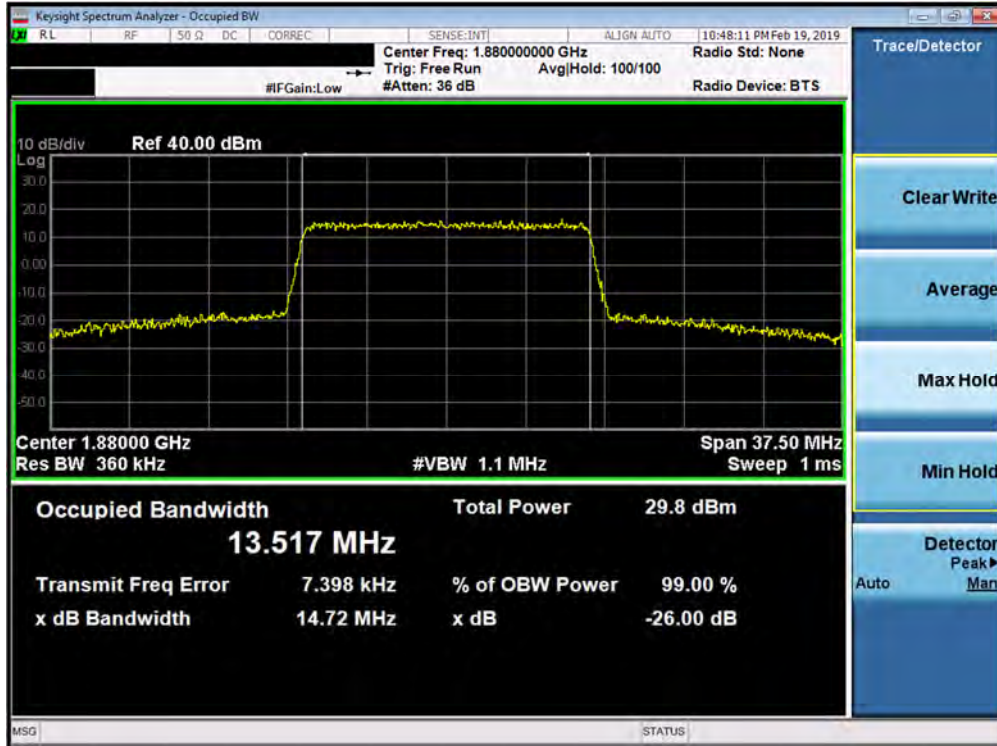 Keysight Spectrum Analyzer - Occupied BW
LXI RL RF 50 Ω DC CORREC SENSE:INT ALIGN AUTO 10:48:11 PM Feb 19, 2019
Center Freq: 1.880000000 GHz Radio Std: None
Trig: Free Run Avg|Hold: 100/100
#IFGain:Low #Atten: 36 dB Radio Device: BTS
Trace/Detector
10 dB/div Ref 40.00 dBm
Log
30.0
20.0
10.0
0.00
-10.0
-20.0
-30.0
-40.0
-50.0
Center 1.88000 GHz Span 37.50 MHz
Res BW 360 kHz #VBW 1.1 MHz Sweep 1 ms
Occupied Bandwidth Total Power 29.8 dBm
13.517 MHz
Transmit Freq Error 7.398 kHz % of OBW Power 99.00 %
x dB Bandwidth 14.72 MHz x dB -26.00 dB
Clear Write
Average
Max Hold
Min Hold
Detector
Peak▶
Auto Man
MSG STATUS